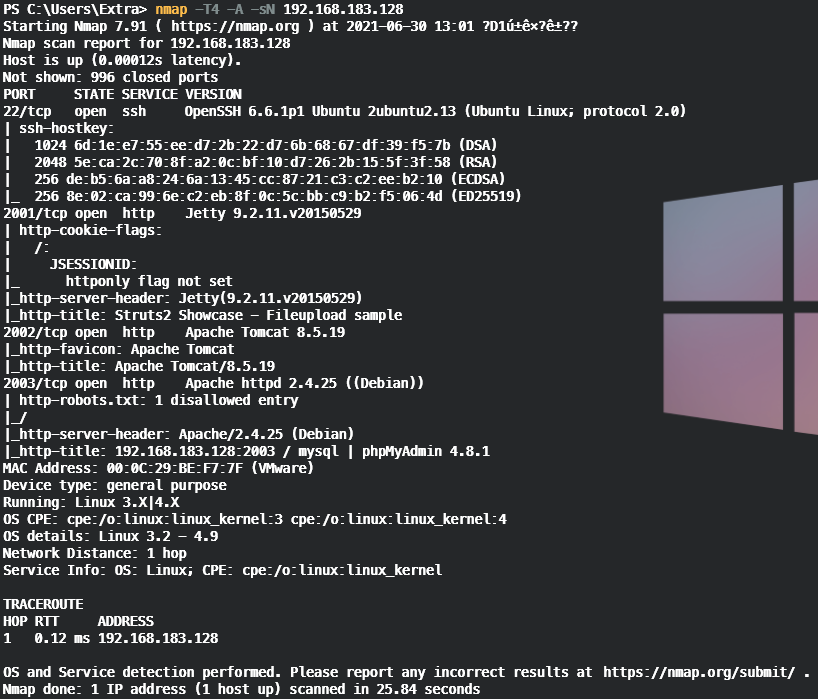 PS C:\Users\Extra> nmap -T4 -A -sN 192.168.183.128
Starting Nmap 7.91 ( https://nmap.org ) at 2021-06-30 13:01 ?D1ú±ê×?ê±??
Nmap scan report for 192.168.183.128
Host is up (0.00012s latency).
Not shown: 996 closed ports
PORT     STATE SERVICE VERSION
22/tcp   open  ssh     OpenSSH 6.6.1p1 Ubuntu 2ubuntu2.13 (Ubuntu Linux; protocol 2.0)
| ssh-hostkey:
|   1024 6d:1e:e7:55:ee:d7:2b:22:d7:6b:68:67:df:39:f5:7b (DSA)
|   2048 5e:ca:2c:70:8f:a2:0c:bf:10:d7:26:2b:15:5f:3f:58 (RSA)
|   256 de:b5:6a:a8:24:6a:13:45:cc:87:21:c3:c2:ee:b2:10 (ECDSA)
|_  256 8e:02:ca:99:6e:c2:eb:8f:0c:5c:bb:c9:b2:f5:06:4d (ED25519)
2001/tcp open  http    Jetty 9.2.11.v20150529
| http-cookie-flags:
|   /:
|     JSESSIONID:
|_      httponly flag not set
|_http-server-header: Jetty(9.2.11.v20150529)
|_http-title: Struts2 Showcase - Fileupload sample
2002/tcp open  http    Apache Tomcat 8.5.19
|_http-favicon: Apache Tomcat
|_http-title: Apache Tomcat/8.5.19
2003/tcp open  http    Apache httpd 2.4.25 ((Debian))
| http-robots.txt: 1 disallowed entry
|_/
|_http-server-header: Apache/2.4.25 (Debian)
|_http-title: 192.168.183.128:2003 / mysql | phpMyAdmin 4.8.1
MAC Address: 00:0C:29:BE:F7:7F (VMware)
Device type: general purpose
Running: Linux 3.X|4.X
OS CPE: cpe:/o:linux:linux_kernel:3 cpe:/o:linux:linux_kernel:4
OS details: Linux 3.2 - 4.9
Network Distance: 1 hop
Service Info: OS: Linux; CPE: cpe:/o:linux:linux_kernel
TRACEROUTE
HOP RTT     ADDRESS
1   0.12 ms 192.168.183.128
OS and Service detection performed. Please report any incorrect results at https://nmap.org/submit/ .
Nmap done: 1 IP address (1 host up) scanned in 25.84 seconds